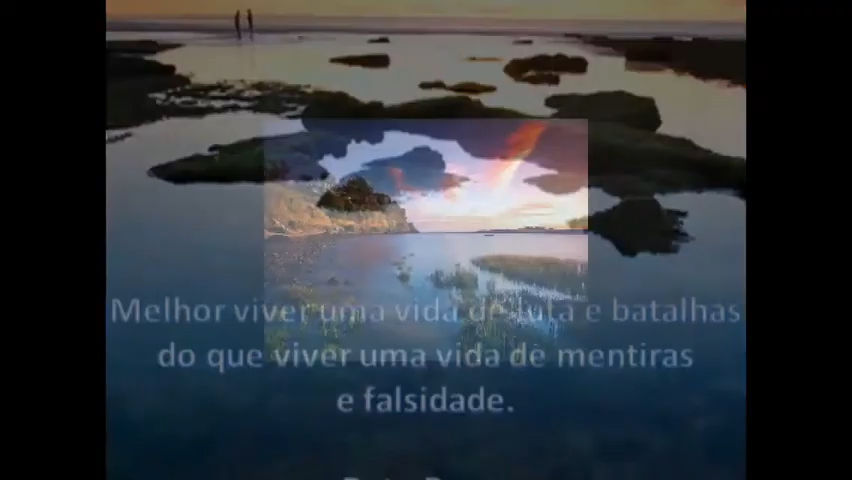 Melhor viver uma vida de luta e batalhas
do que viver uma vida de mentiras
e falsidade.